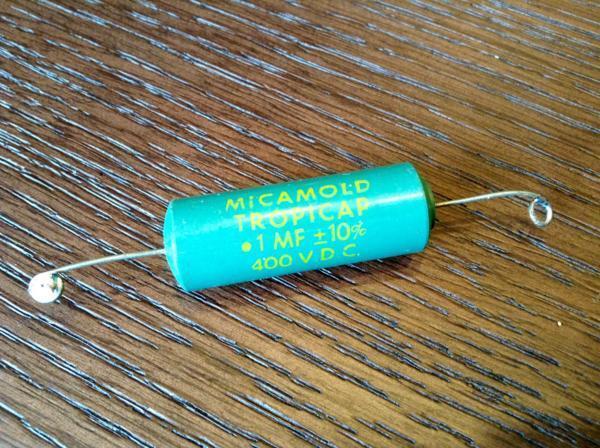 MiCAMOLD
TROPICAP
.1 MF ±10%
400 V.D.C.